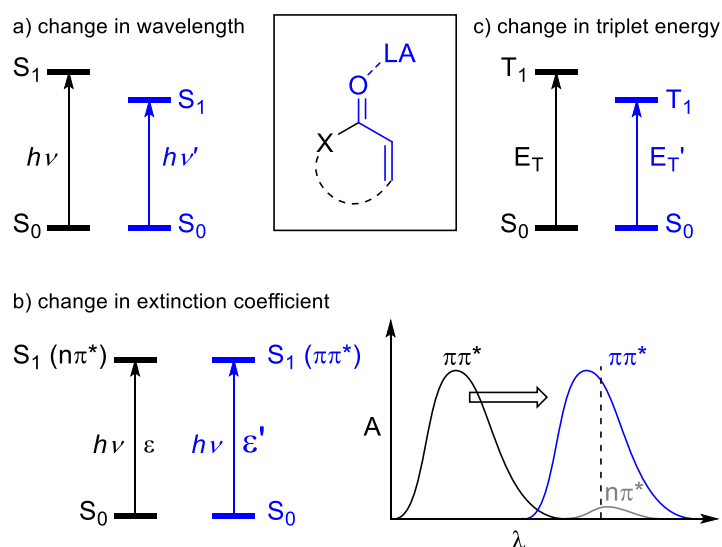 a) change in wavelength
S1
hν
S0
S1
hν'
S0
LA
O
X
c) change in triplet energy
T1
ET
S0
T1
ET'
S0
b) change in extinction coefficient
S1 (nπ*)
hν ε
S0
S1 (ππ*)
hν ε'
S0
A
ππ*
ππ*
nπ*
λ